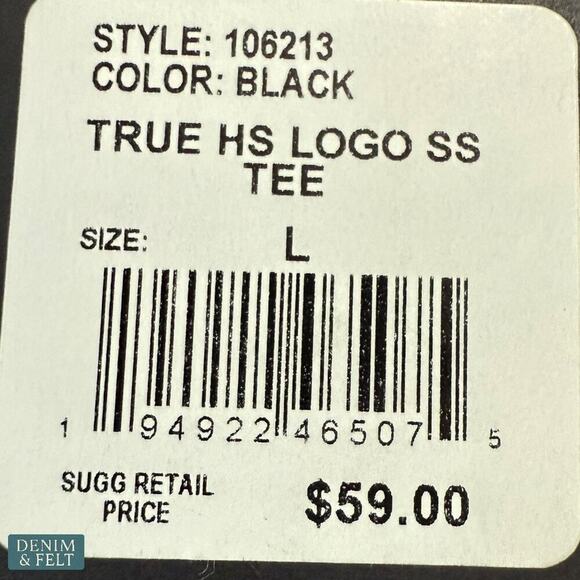 STYLE: 106213
COLOR: BLACK
TRUE HS LOGO SS
TEE
SIZE: L
1 94922 46507 5
SUGG RETAIL
PRICE
$59.00
DENIM
& FELT